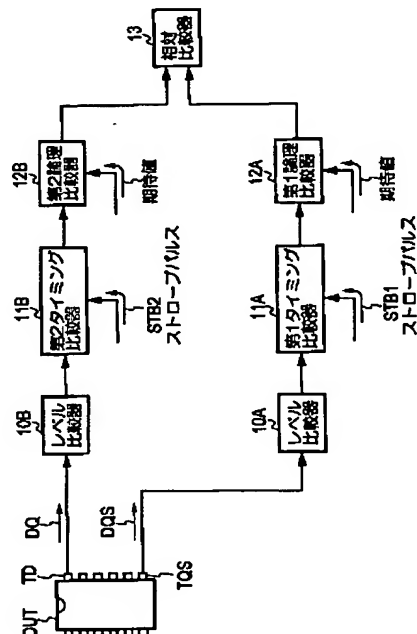 13
相対比較器
12B
第2論理
比較器
期待値
12A
第1論理
比較器
期待値
11B
第2タイミング
比較器
STB2
ストローブパルス
11A
第1タイミング
比較器
STB1
ストローブパルス
10B
レベル
比較器
10A
レベル
比較器
DQ
DQS
TD
TQS
DUT